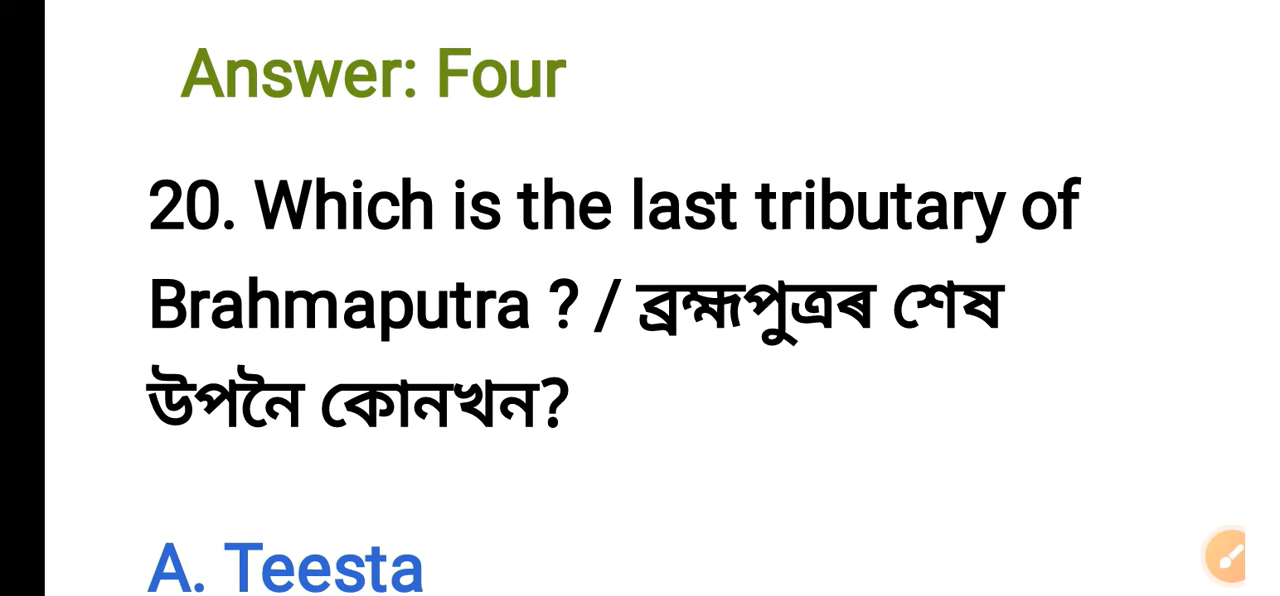 Answer: Four
20. Which is the last tributary of
Brahmaputra ? / ব্ৰহ্মপুত্ৰৰ শেষ
উপনৈ কোনখন?
A. Teesta